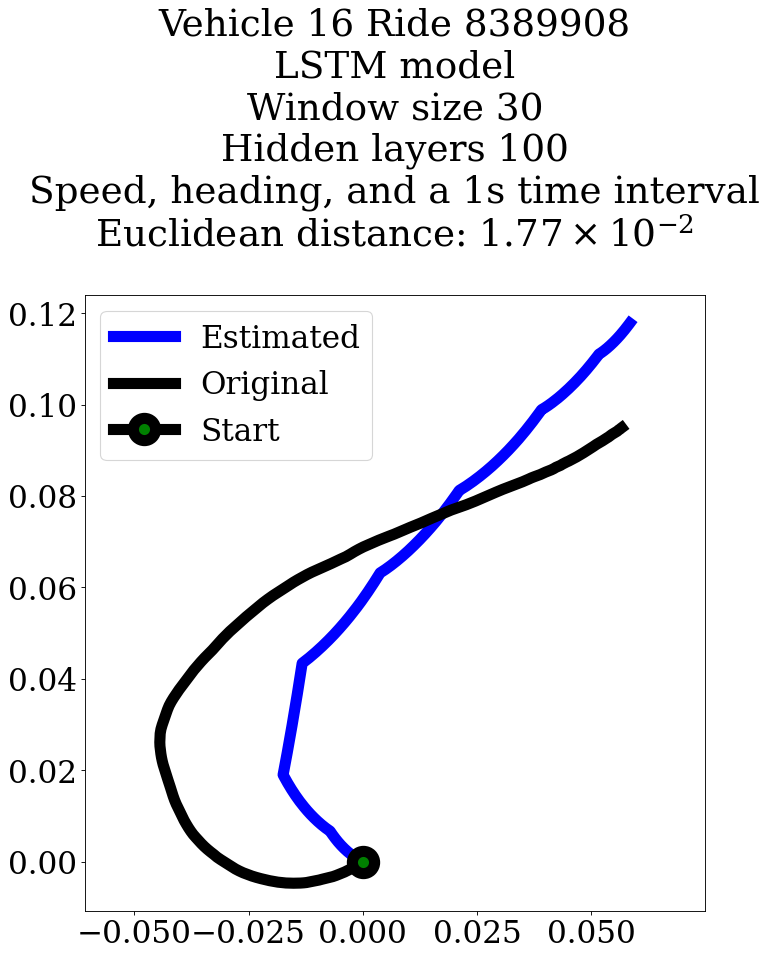 Vehicle 16 Ride 8389908
LSTM model
Window size 30
Hidden layers 100
Speed, heading, and a 1s time interval
Euclidean distance: 1.77 × 10⁻²
Estimated
Original
Start
0.12
0.10
0.08
0.06
0.04
0.02
0.00
−0.050 −0.025 0.000 0.025 0.050